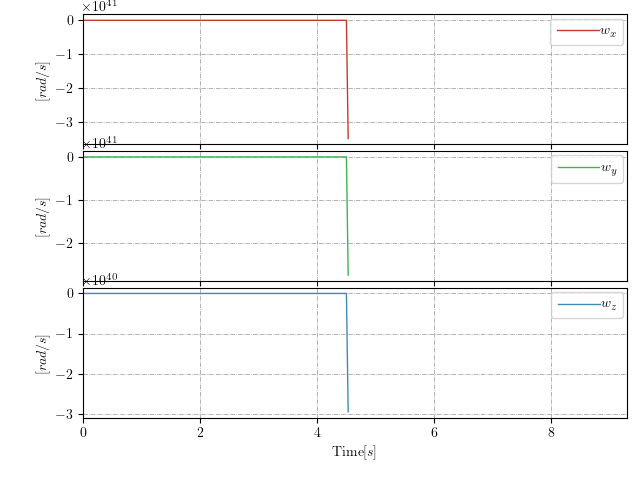 ×10^41
0
−1
−2
−3
[rad/s]
w_x
×10^41
0
−1
−2
[rad/s]
w_y
×10^40
0
−1
−2
−3
[rad/s]
w_z
0 2 4 6 8
Time[s]